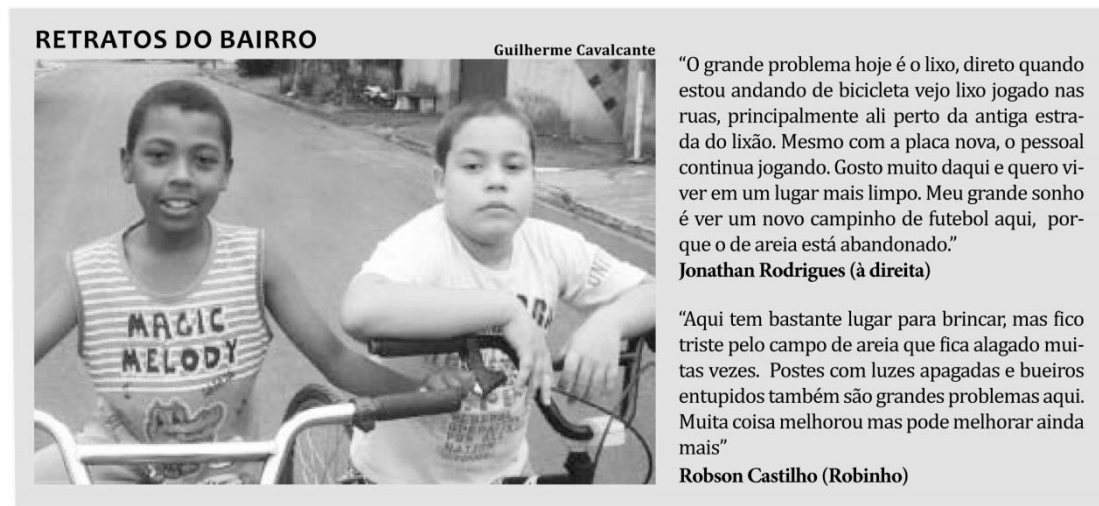 RETRATOS DO BAIRRO
Guilherme Cavalcante
MAGIC
MELODY
“O grande problema hoje é o lixo, direto quando
estou andando de bicicleta vejo lixo jogado nas
ruas, principalmente ali perto da antiga estra-
da do lixão. Mesmo com a placa nova, o pessoal
continua jogando. Gosto muito daqui e quero vi-
ver em um lugar mais limpo. Meu grande sonho
é ver um novo campinho de futebol aqui, por-
que o de areia está abandonado.”
Jonathan Rodrigues (à direita)
“Aqui tem bastante lugar para brincar, mas fico
triste pelo campo de areia que fica alagado mui-
tas vezes. Postes com luzes apagadas e bueiros
entupidos também são grandes problemas aqui.
Muita coisa melhorou mas pode melhorar ainda
mais”
Robson Castilho (Robinho)